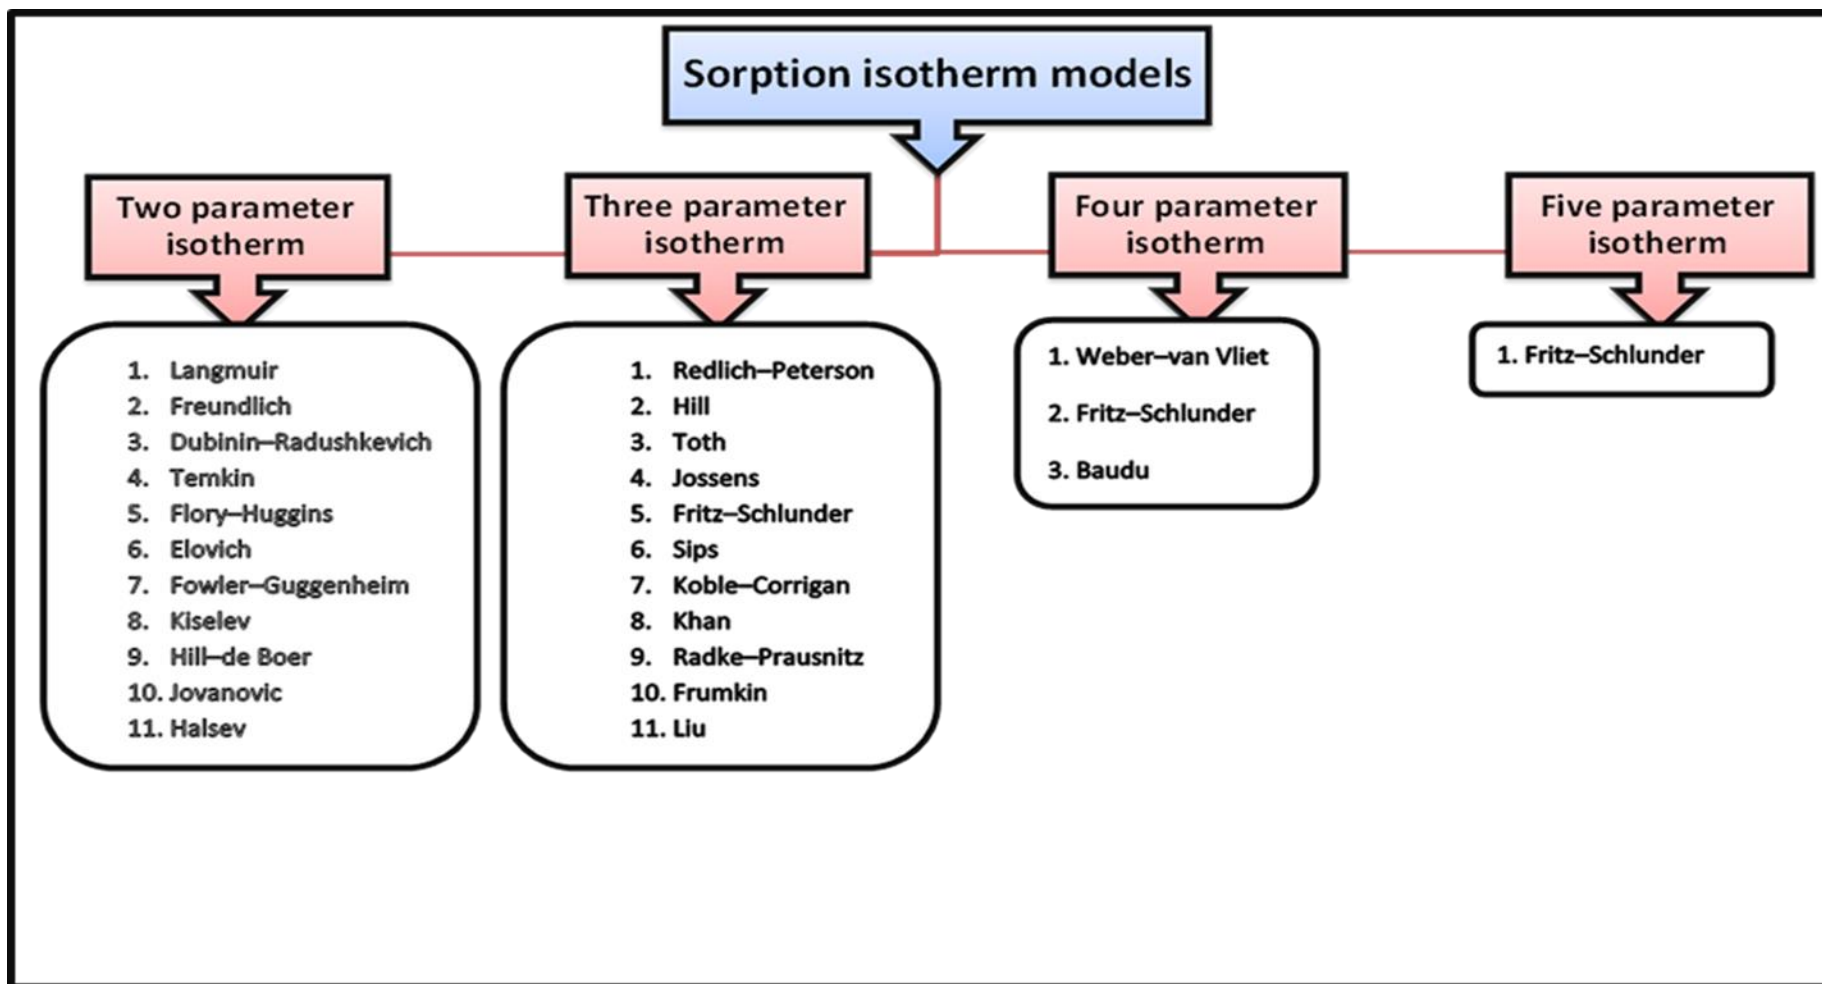 Sorption isotherm models
Two parameter
isotherm
1. Langmuir
2. Freundlich
3. Dubinin–Radushkevich
4. Temkin
5. Flory–Huggins
6. Elovich
7. Fowler–Guggenheim
8. Kiselev
9. Hill–de Boer
10. Jovanovic
11. Halsev
Three parameter
isotherm
1. Redlich–Peterson
2. Hill
3. Toth
4. Jossens
5. Fritz–Schlunder
6. Sips
7. Koble–Corrigan
8. Khan
9. Radke–Prausnitz
10. Frumkin
11. Liu
Four parameter
isotherm
1. Weber–van Vliet
2. Fritz–Schlunder
3. Baudu
Five parameter
isotherm
1. Fritz–Schlunder